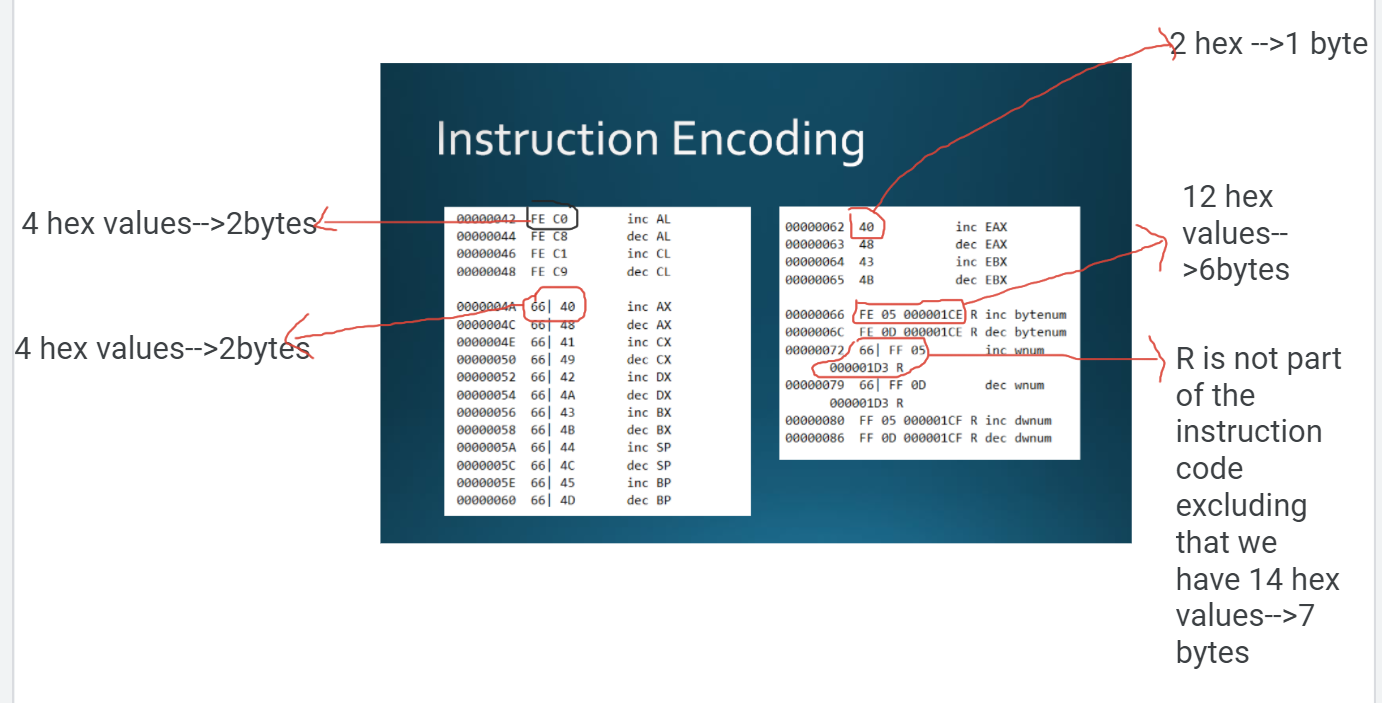 2 hex -->1 byte
Instruction Encoding
4 hex values-->2bytes
00000042 FE C0 inc AL
00000044 FE C8 dec AL
00000046 FE C1 inc CL
00000048 FE C9 dec CL
0000004A 66| 40 inc AX
0000004C 66| 48 dec AX
0000004E 66| 41 inc CX
00000050 66| 49 dec CX
00000052 66| 42 inc DX
00000054 66| 4A dec DX
00000056 66| 43 inc BX
00000058 66| 4B dec BX
0000005A 66| 44 inc SP
0000005C 66| 4C dec SP
0000005E 66| 45 inc BP
00000060 66| 4D dec BP
4 hex values-->2bytes
00000062 40 inc EAX
00000063 48 dec EAX
00000064 43 inc EBX
00000065 4B dec EBX
00000066 FE 05 000001CE R inc bytenum
0000006C FE 0D 000001CE R dec bytenum
00000072 66| FF 05 inc wnum
000001D3 R
00000079 66| FF 0D dec wnum
000001D3 R
00000080 FF 05 000001CF R inc dwnum
00000086 FF 0D 000001CF R dec dwnum
12 hex
values--
>6bytes
R is not part
of the
instruction
code
excluding
that we
have 14 hex
values-->7
bytes